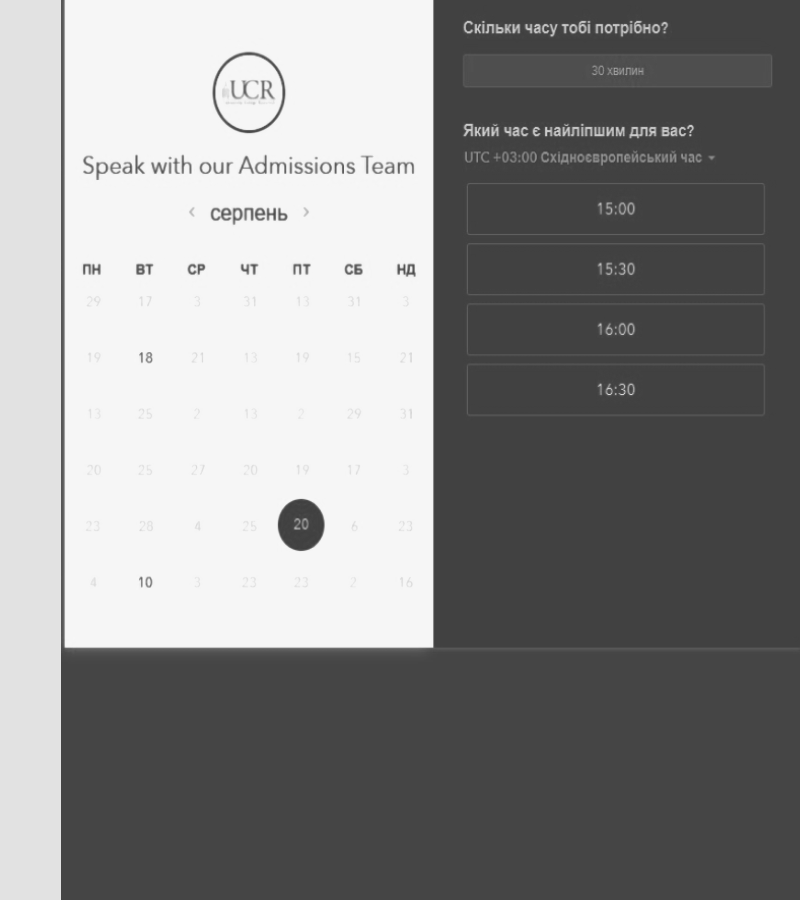 UCR
Speak with our Admissions Team
‹ серпень ›
ПН ВТ СР ЧТ ПТ СБ НД
29 17 3 31 13 31 3
19 18 21 13 19 15 21
13 25 2 13 2 29 31
20 25 27 20 19 17 3
23 28 4 25 20 6 23
4 10 3 23 23 2 16
Скільки часу тобі потрібно?
30 хвилин
Який час є найліпшим для вас?
UTC +03:00 Східноєвропейський час
15:00
15:30
16:00
16:30